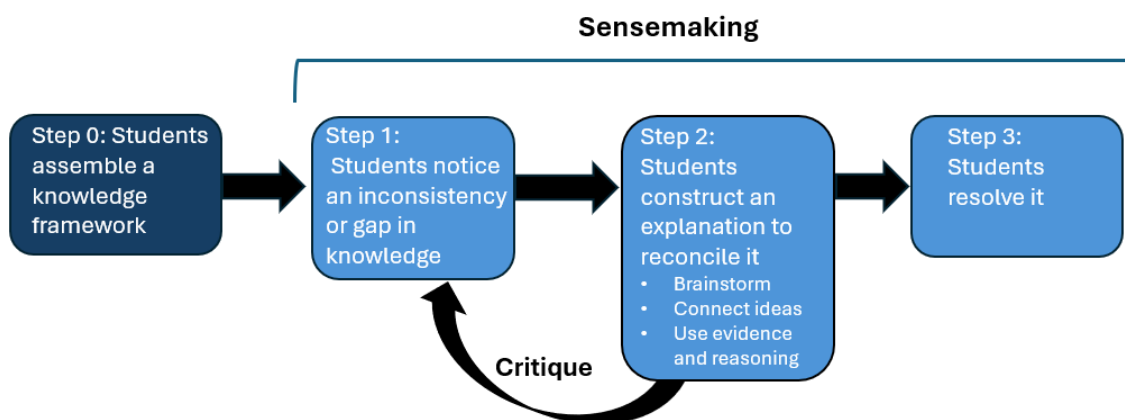 Sensemaking
Step 0: Students
assemble a
knowledge
framework
Step 1:
Students notice
an inconsistency
or gap in
knowledge
Step 2:
Students
construct an
explanation to
reconcile it
• Brainstorm
• Connect ideas
• Use evidence
and reasoning
Step 3:
Students
resolve it
Critique